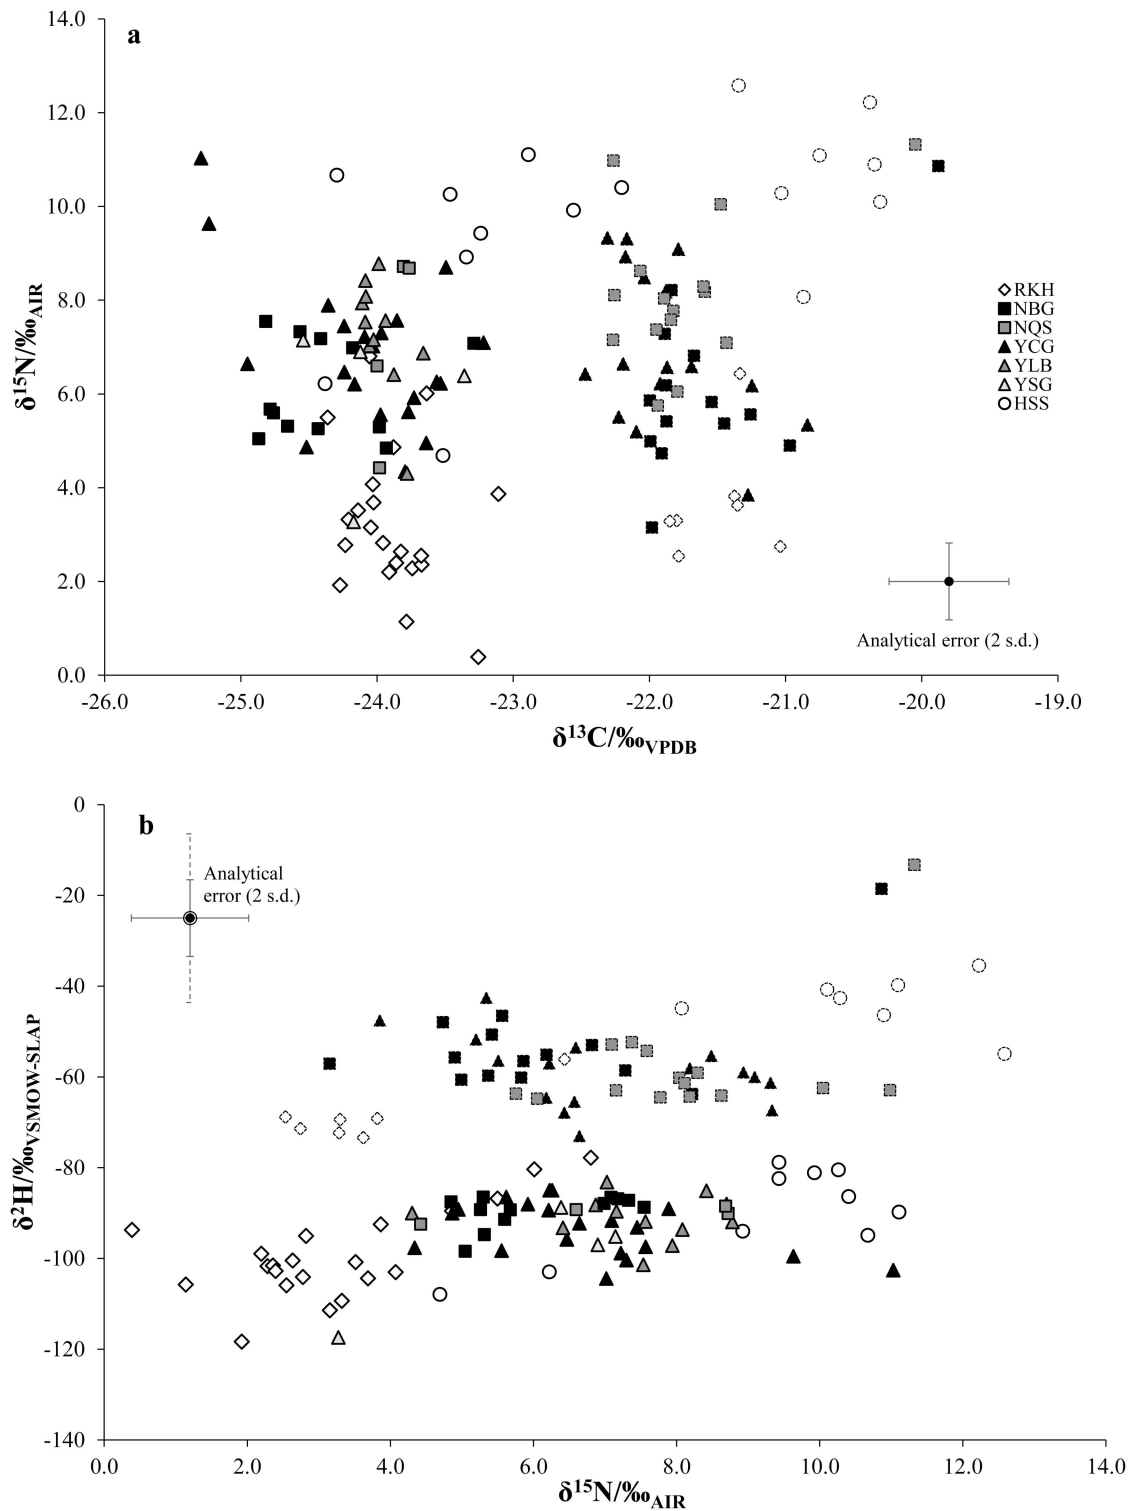 a
14.0
12.0
10.0
8.0
6.0
4.0
2.0
0.0
δ¹⁵N/‰AIR
RKH
NBG
NQS
YCG
YLB
YSG
HSS
Analytical error (2 s.d.)
-26.0 -25.0 -24.0 -23.0 -22.0 -21.0 -20.0 -19.0
δ¹³C/‰VPDB
b
0
-20
-40
-60
-80
-100
-120
-140
δ²H/‰VSMOW-SLAP
Analytical
error (2 s.d.)
0.0 2.0 4.0 6.0 8.0 10.0 12.0 14.0
δ¹⁵N/‰AIR